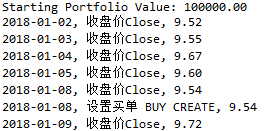 Starting Portfolio Value: 100000.00
2018-01-02, 收盘价Close, 9.52
2018-01-03, 收盘价Close, 9.55
2018-01-04, 收盘价Close, 9.67
2018-01-05, 收盘价Close, 9.60
2018-01-08, 收盘价Close, 9.54
2018-01-08, 设置买单 BUY CREATE, 9.54
2018-01-09, 收盘价Close, 9.72